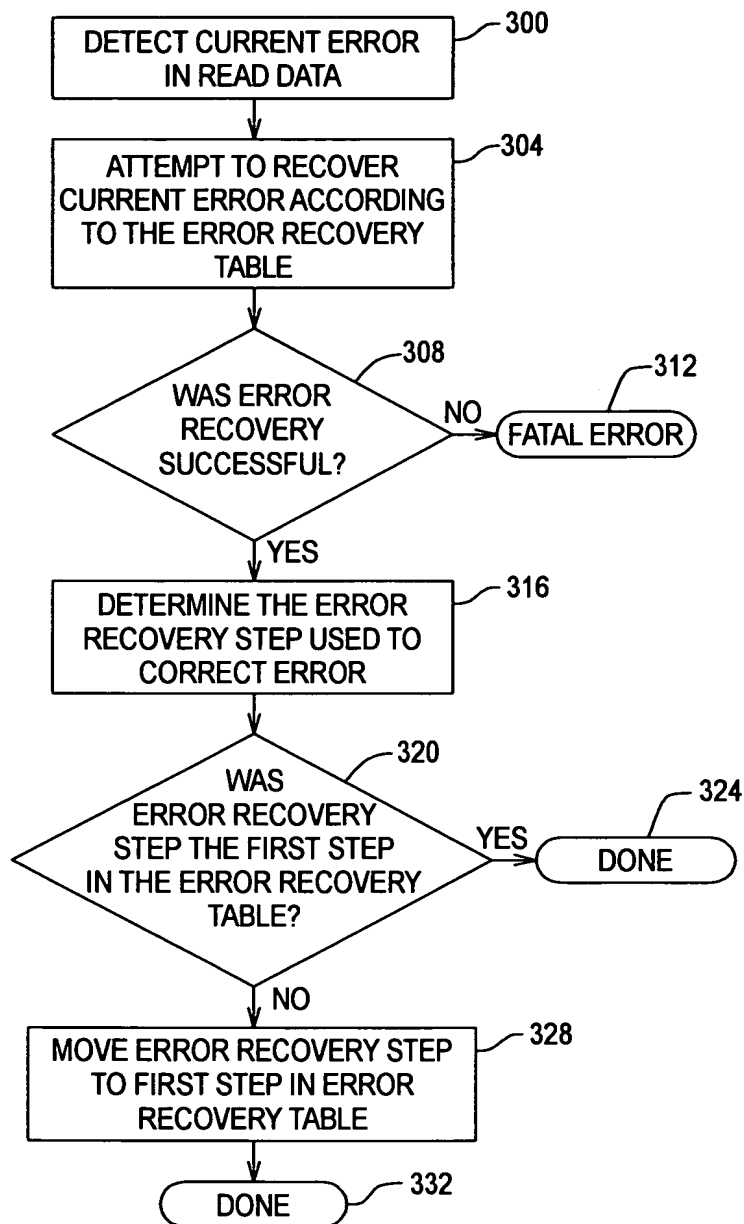 300
DETECT CURRENT ERROR
IN READ DATA
304
ATTEMPT TO RECOVER
CURRENT ERROR ACCORDING
TO THE ERROR RECOVERY
TABLE
308
WAS ERROR
RECOVERY
SUCCESSFUL?
NO
312
FATAL ERROR
YES
316
DETERMINE THE ERROR
RECOVERY STEP USED TO
CORRECT ERROR
320
WAS
ERROR RECOVERY
STEP THE FIRST STEP
IN THE ERROR RECOVERY
TABLE?
YES
324
DONE
NO
328
MOVE ERROR RECOVERY STEP
TO FIRST STEP IN ERROR
RECOVERY TABLE
332
DONE